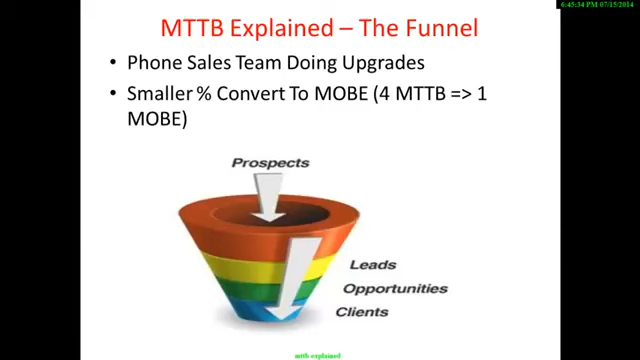 6:45:34 PM 07/15/2014
MTTB Explained – The Funnel
• Phone Sales Team Doing Upgrades
• Smaller % Convert To MOBE (4 MTTB => 1
MOBE)
Prospects
Leads
Opportunities
Clients
mttb explained